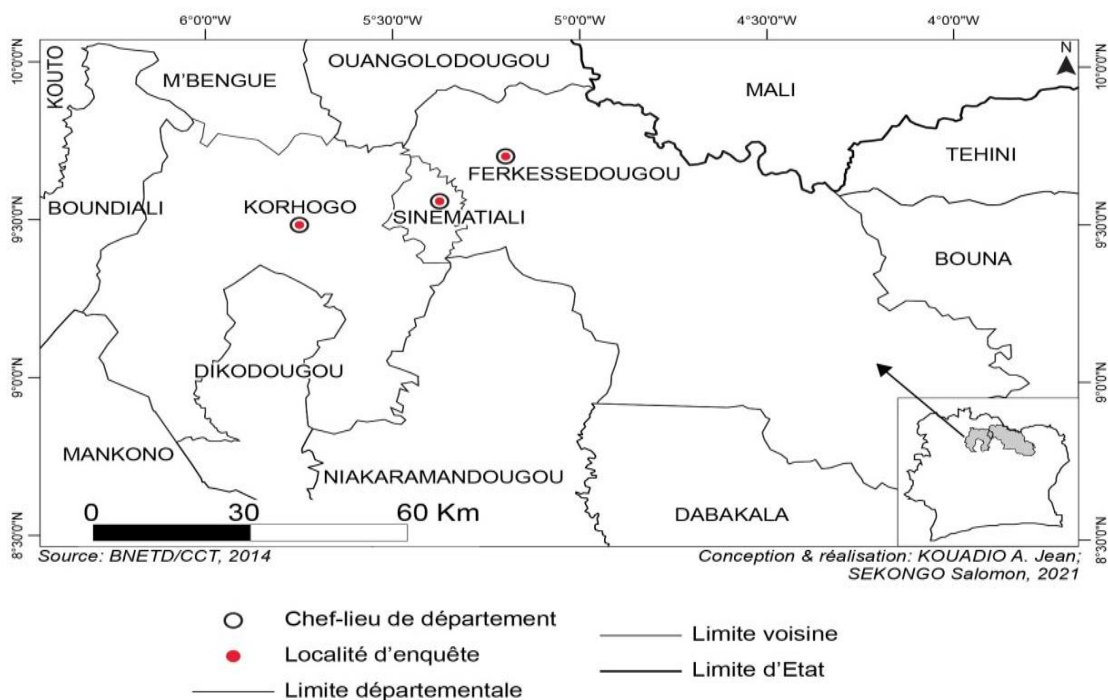 6°0'0"W 5°30'0"W 5°00'0"W 4°30'0"W 4°0'0"W
10°0'0"N
10°0'0"N
N
KOUTO
OUANGOLODOUGOU
M'BENGUE
MALI
TEHINI
FERKESSEDOUGOU
BOUNDIALI
KORHOGO
SINEMATIALI
9°30'0"N
9°30'0"N
BOUNA
DIKODOUGOU
9°0'0"N
9°0'0"N
MANKONO
NIAKARAMANDOUGOU
DABAKALA
0 30 60 Km
8°30'0"N
8°30'0"N
Source: BNETD/CCT, 2014
Conception & réalisation: KOUADIO A. Jean;
SEKONGO Salomon, 2021
Chef-lieu de département
Localité d'enquête
Limite départementale
Limite voisine
Limite d'Etat